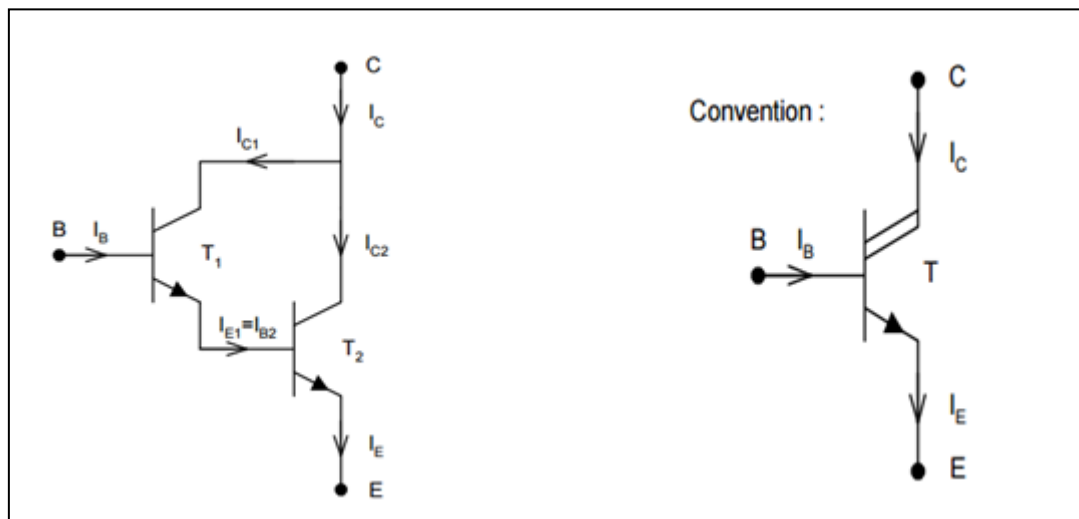 C
I_C
I_C1
B
I_B
T_1
I_C2
I_E1=I_B2
T_2
I_E
E
Convention :
C
I_C
B
I_B
T
I_E
E